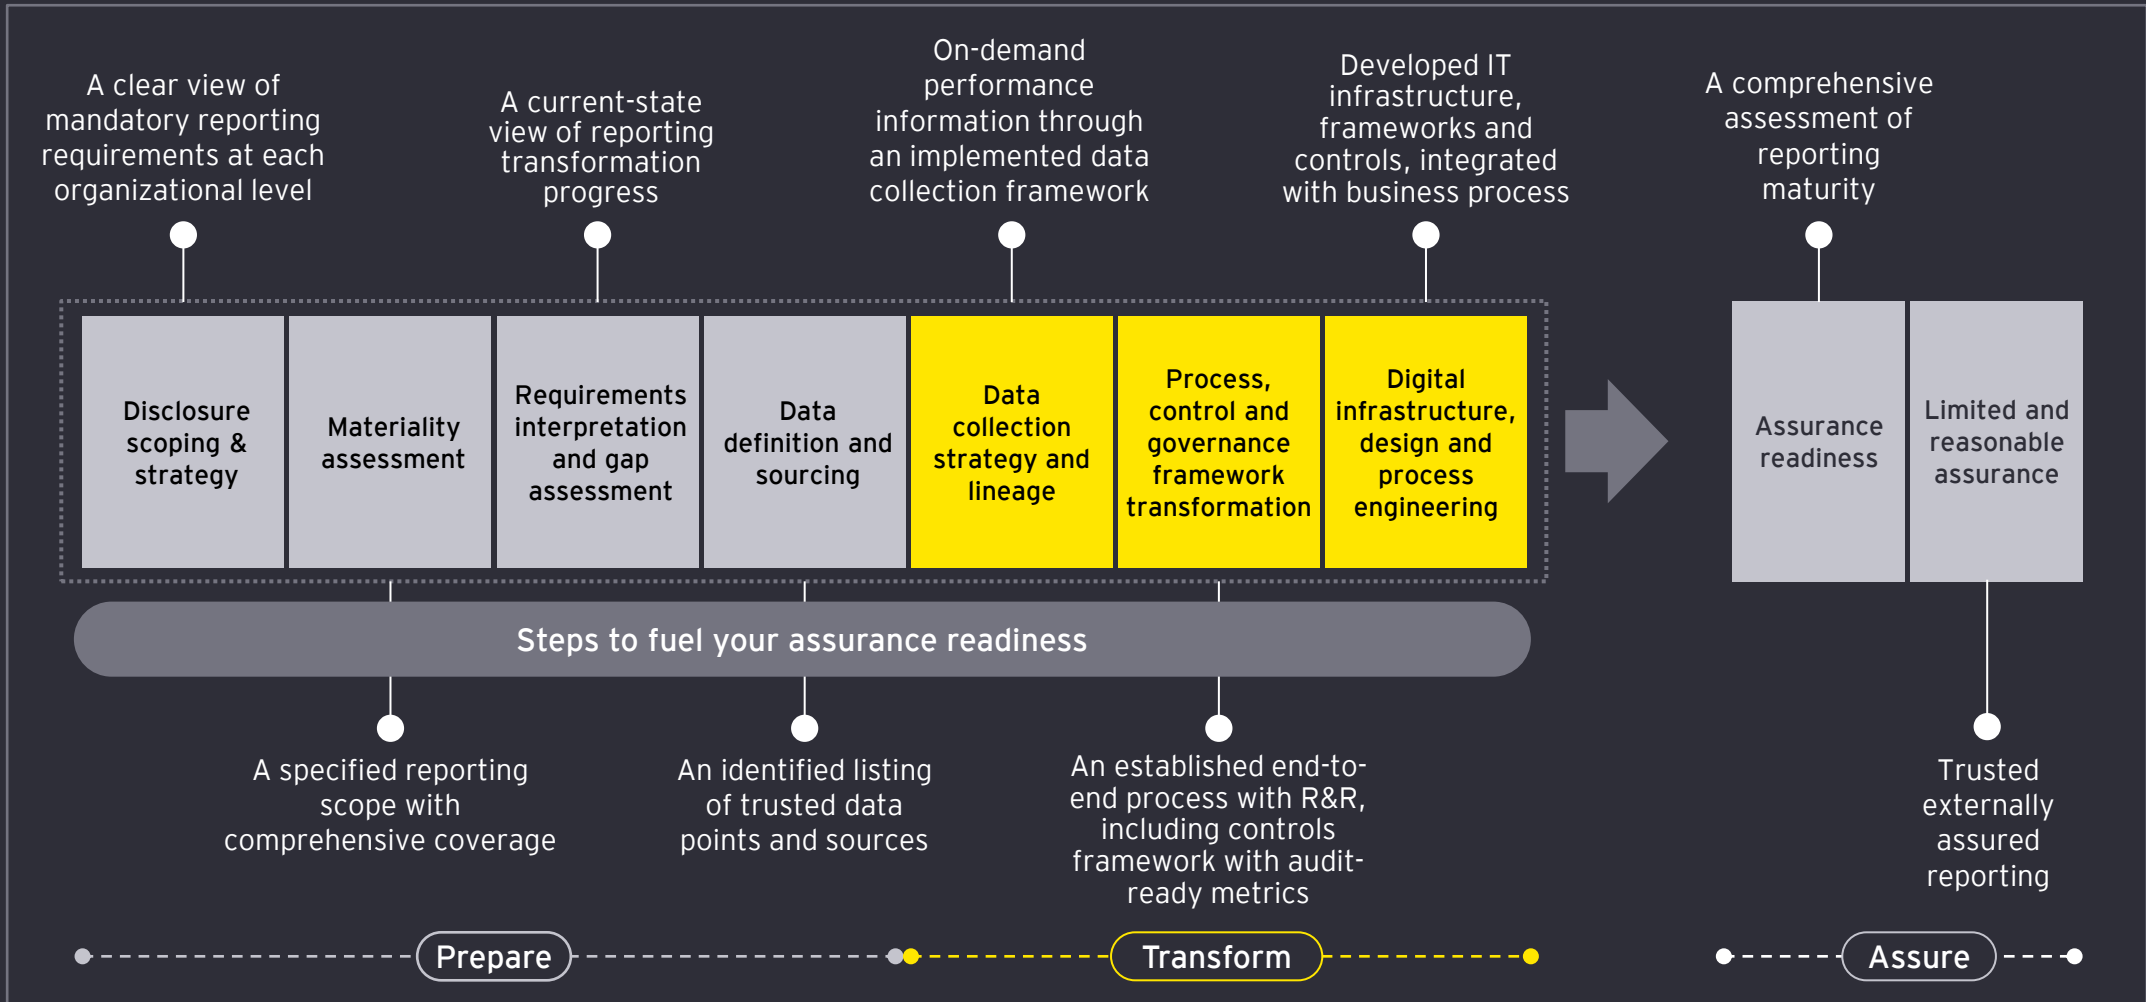 A clear view of
mandatory reporting
requirements at each
organizational level
A current-state
view of reporting
transformation
progress
On-demand
performance
information through
an implemented data
collection framework
Developed IT
infrastructure,
frameworks and
controls, integrated
with business process
A comprehensive
assessment of
reporting
maturity
Disclosure
scoping &
strategy
Materiality
assessment
Requirements
interpretation
and gap
assessment
Data
definition and
sourcing
Data
collection
strategy and
lineage
Process,
control and
governance
framework
transformation
Digital
infrastructure,
design and
process
engineering
Assurance
readiness
Limited and
reasonable
assurance
Steps to fuel your assurance readiness
A specified reporting
scope with
comprehensive coverage
An identified listing
of trusted data
points and sources
An established end-to-
end process with R&R,
including controls
framework with audit-
ready metrics
Trusted
externally
assured
reporting
Prepare
Transform
Assure